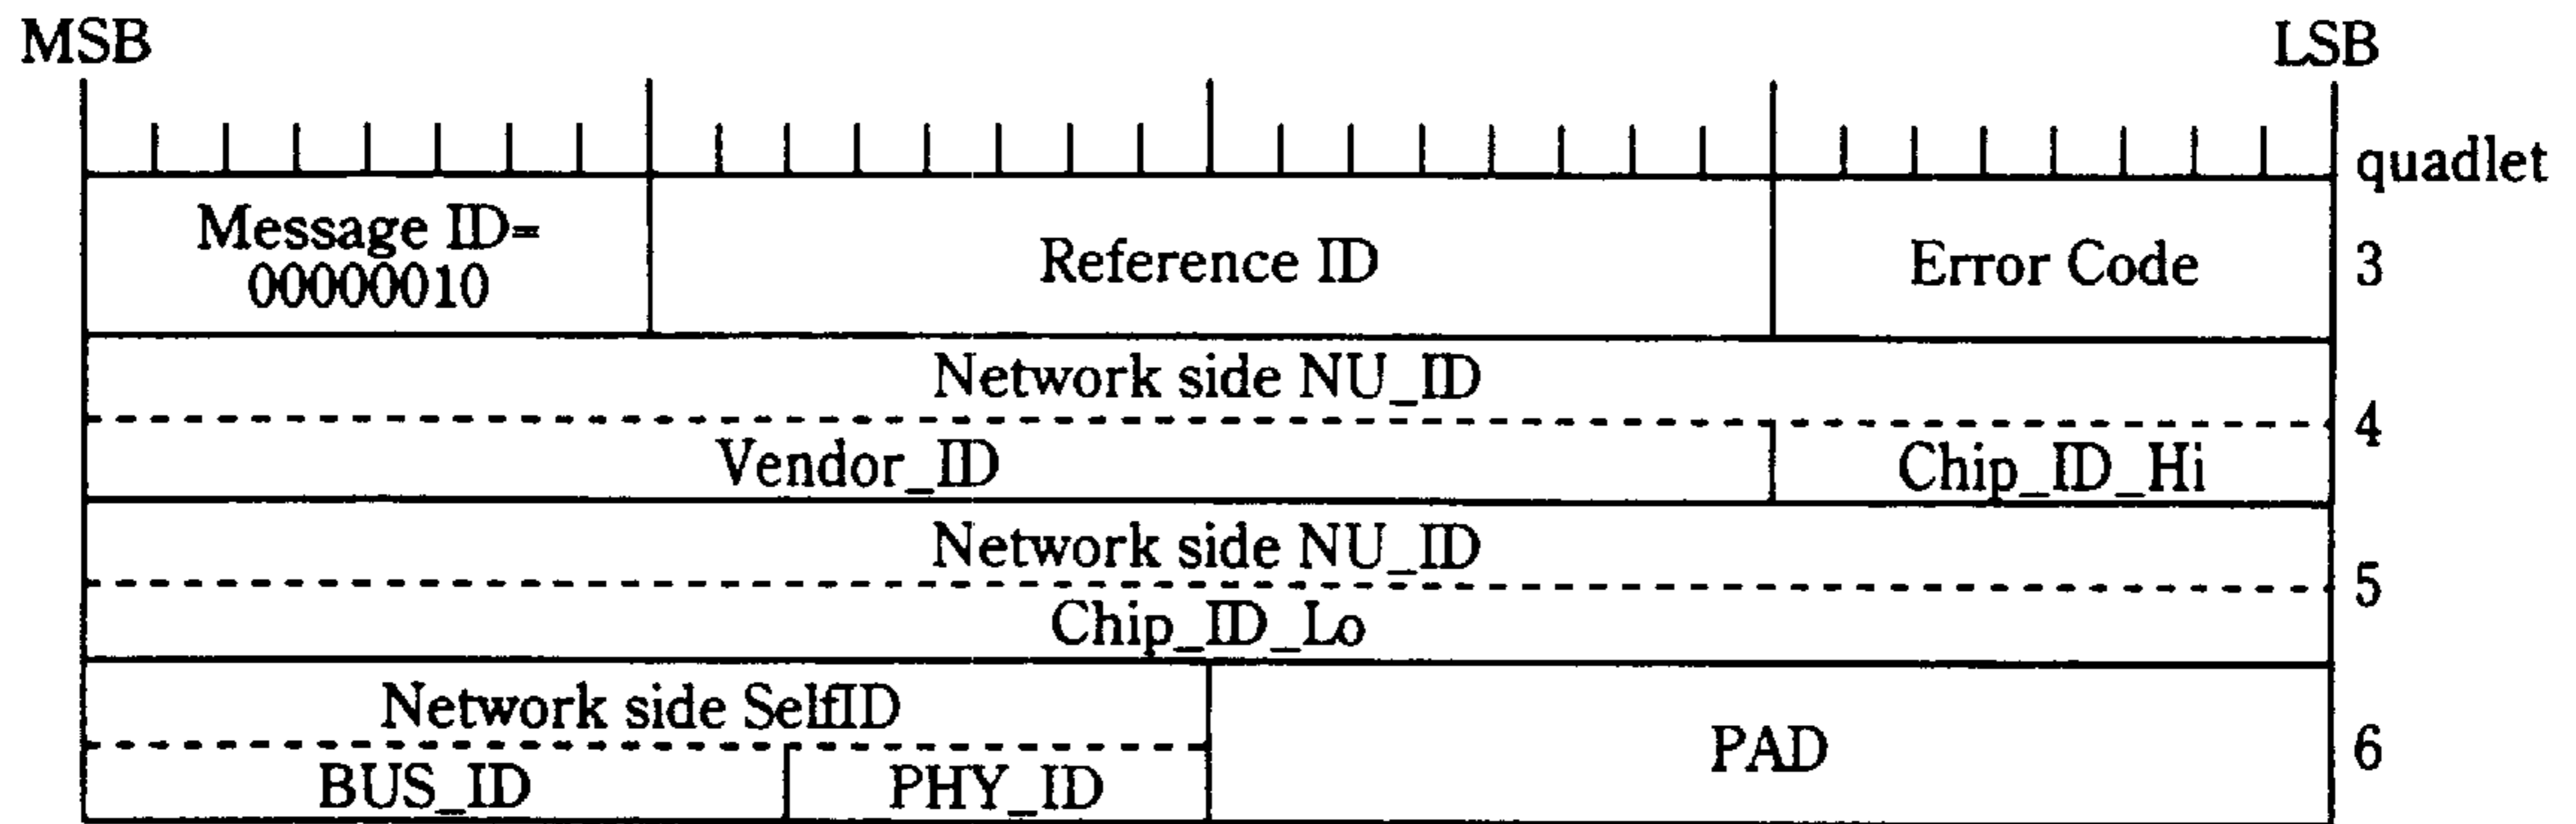 MSB
LSB
quadlet
Message ID=
00000010
Reference ID
Error Code
3
Network side NU_ID
4
Vendor_ID
Chip_ID_Hi
Network side NU_ID
5
Chip_ID_Lo
Network side SelfID
PAD
6
BUS_ID
PHY_ID